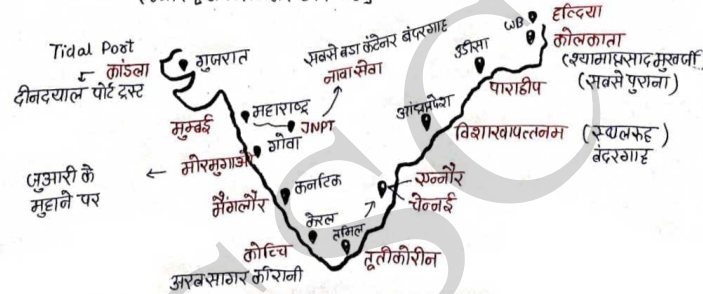 Tidal Port
← कांडला
दीनदयाल पोर्ट ट्रस्ट
गुजरात
सबसे बडा कंटेनर बंदरगाह
नावासेवा
उडीसा
WB
हल्दिया
कोलकाता
(श्यामाप्रसाद मुखर्जी)
(सबसे पुराना)
पाराद्वीप
महाराष्ट्र
JNPT
मुम्बई
गोवा
आंध्रप्रदेश
विशाखापत्तनम
(स्थलरुद्ध)
बंदरगाह
जुआरी के
मुहाने पर
← मोरमुगाओ
कर्नाटक
मैंगलौर
एन्नौर
चेन्नई
केरल
तमिल
कोच्चि
अरब सागर की रानी
तूतीकोरीन